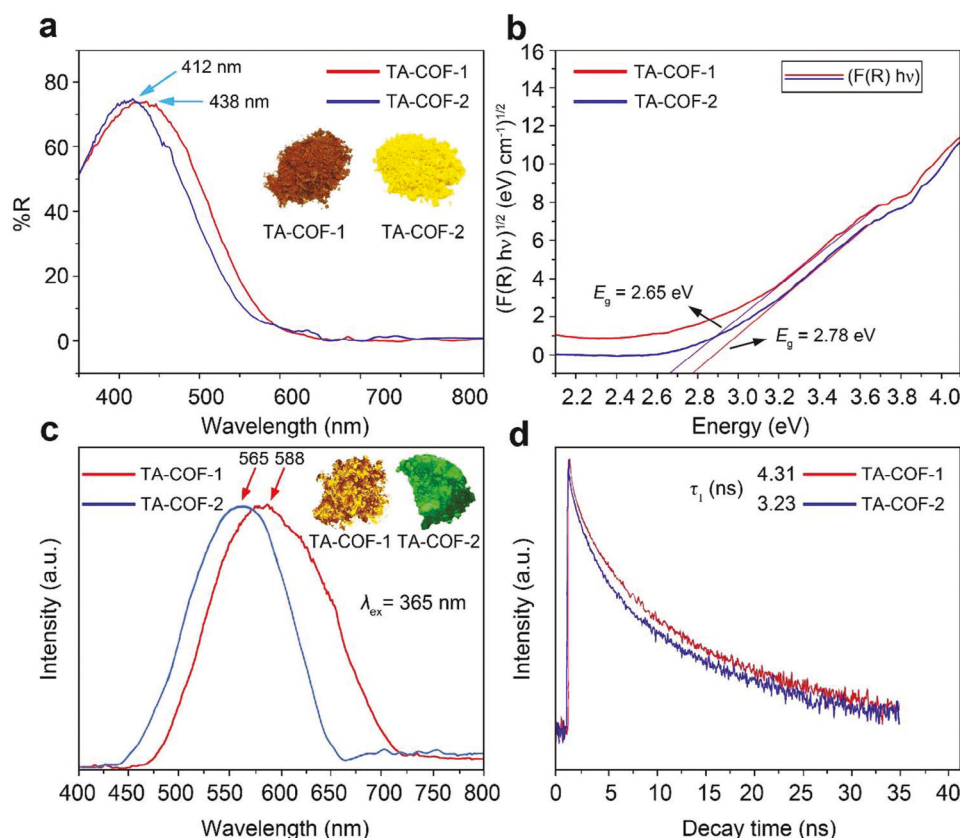 a
412 nm
438 nm
TA-COF-1
TA-COF-2
TA-COF-1 TA-COF-2
%R
80
60
40
20
0
400 500 600 700 800
Wavelength (nm)
b
TA-COF-1
TA-COF-2
(F(R) hν)
(F(R) hν)^1/2 (eV) cm⁻¹)^1/2
16
14
12
10
8
6
4
2
0
E_g = 2.65 eV
E_g = 2.78 eV
2.2 2.4 2.6 2.8 3.0 3.2 3.4 3.6 3.8 4.0
Energy (eV)
c
565 588
TA-COF-1
TA-COF-2
TA-COF-1 TA-COF-2
λ_ex= 365 nm
Intensity (a.u.)
400 450 500 550 600 650 700 750 800
Wavelength (nm)
d
τ₁ (ns)
4.31 TA-COF-1
3.23 TA-COF-2
Intensity (a.u.)
0 5 10 15 20 25 30 35 40
Decay time (ns)